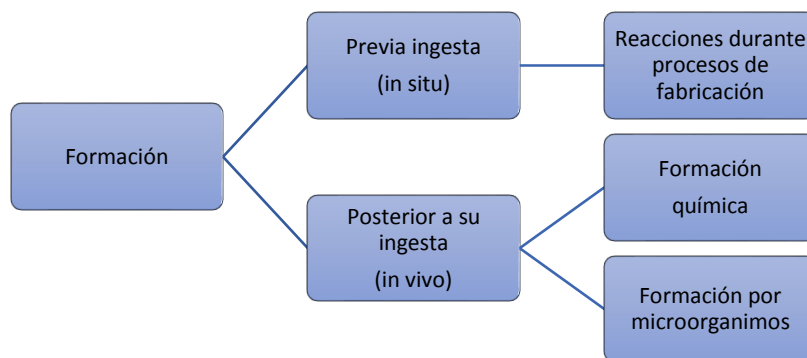 Formación
Previa ingesta
(in situ)
Reacciones durante
procesos de
fabricación
Posterior a su
ingesta
(in vivo)
Formación
química
Formación por
microorganimos